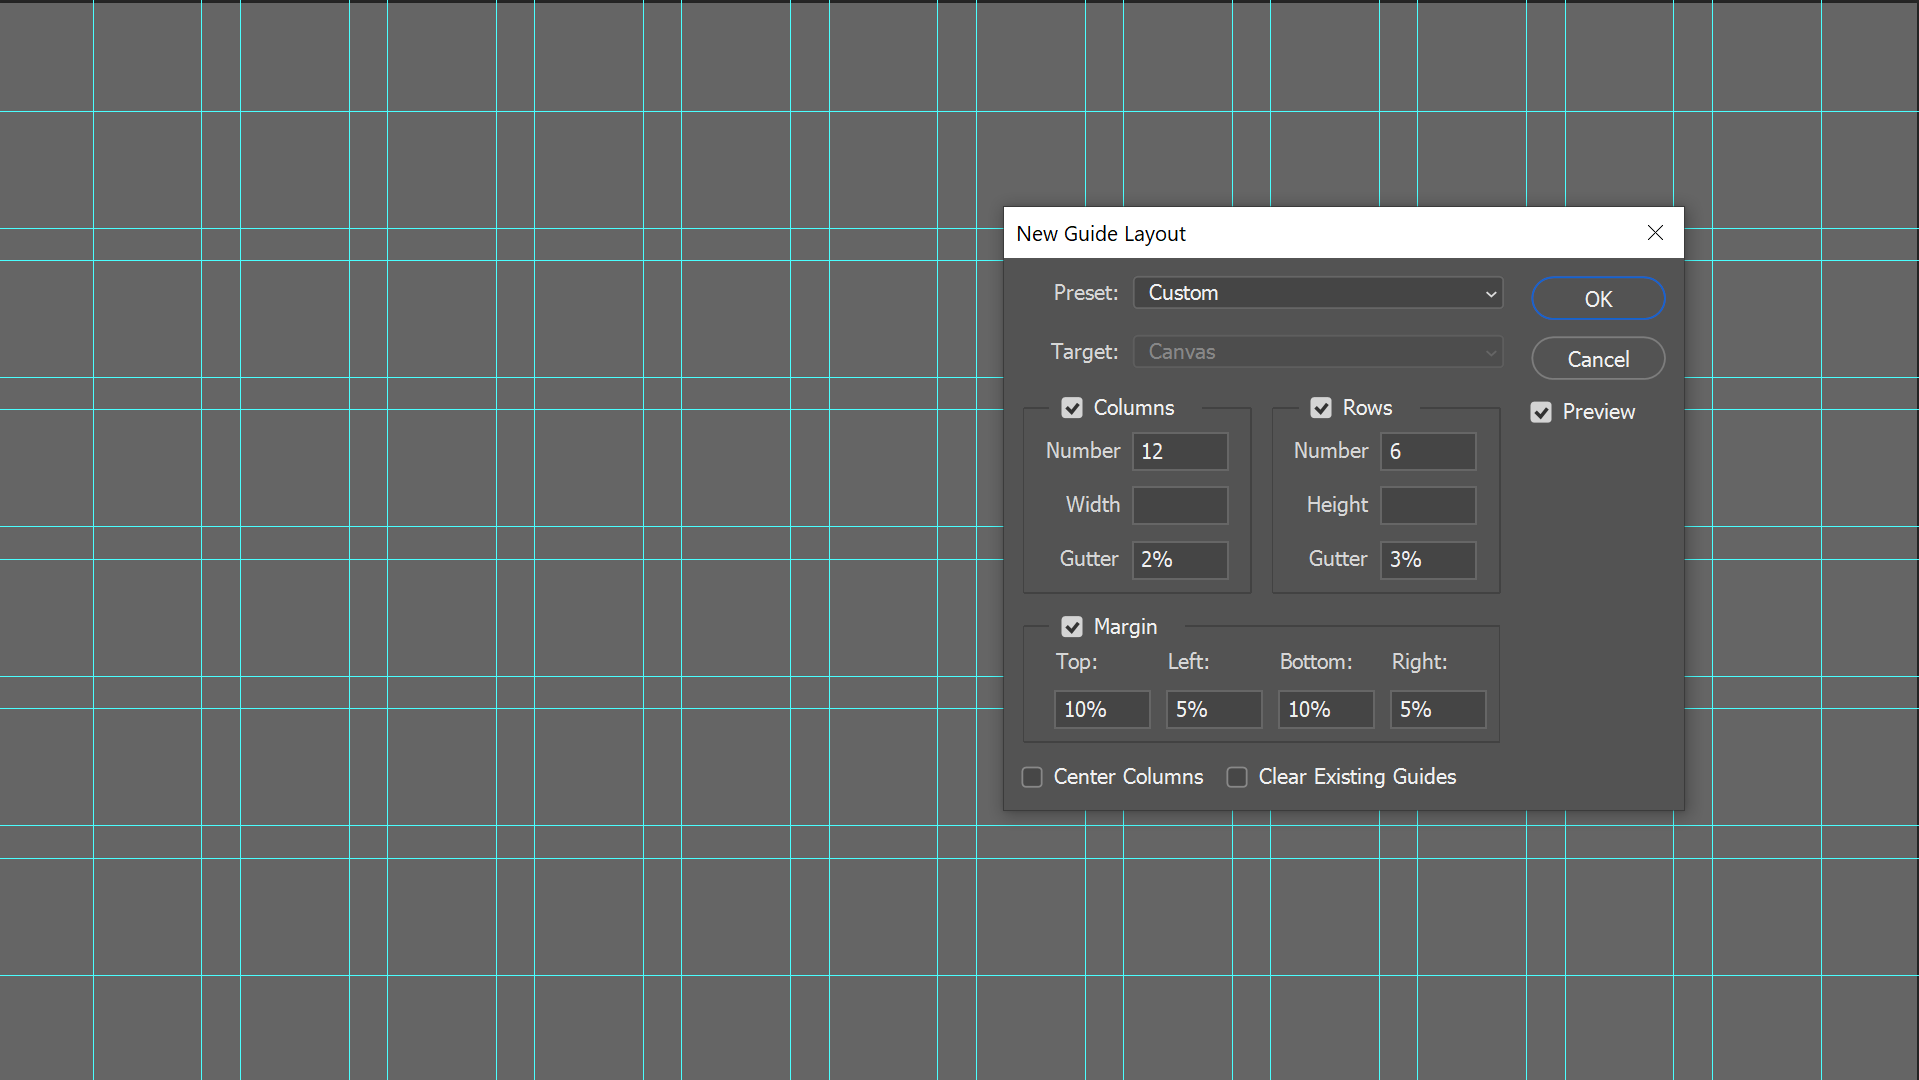 New Guide Layout
Preset: Custom
OK
Target: Canvas
Cancel
Columns
Rows
Preview
Number 12
Number 6
Width
Height
Gutter 2%
Gutter 3%
Margin
Top: Left: Bottom: Right:
10% 5% 10% 5%
Center Columns Clear Existing Guides